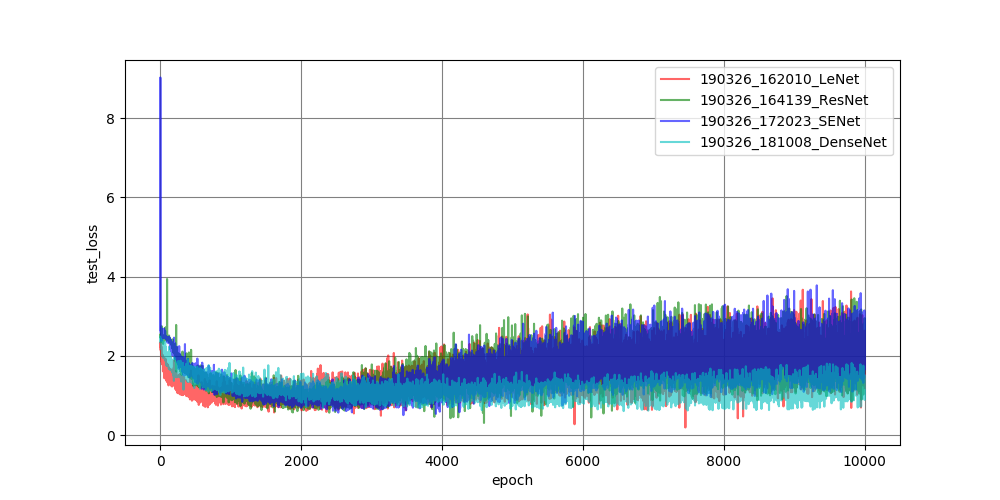 190326_162010_LeNet
190326_164139_ResNet
190326_172023_SENet
190326_181008_DenseNet
8
6
4
2
0
test_loss
0 2000 4000 6000 8000 10000
epoch